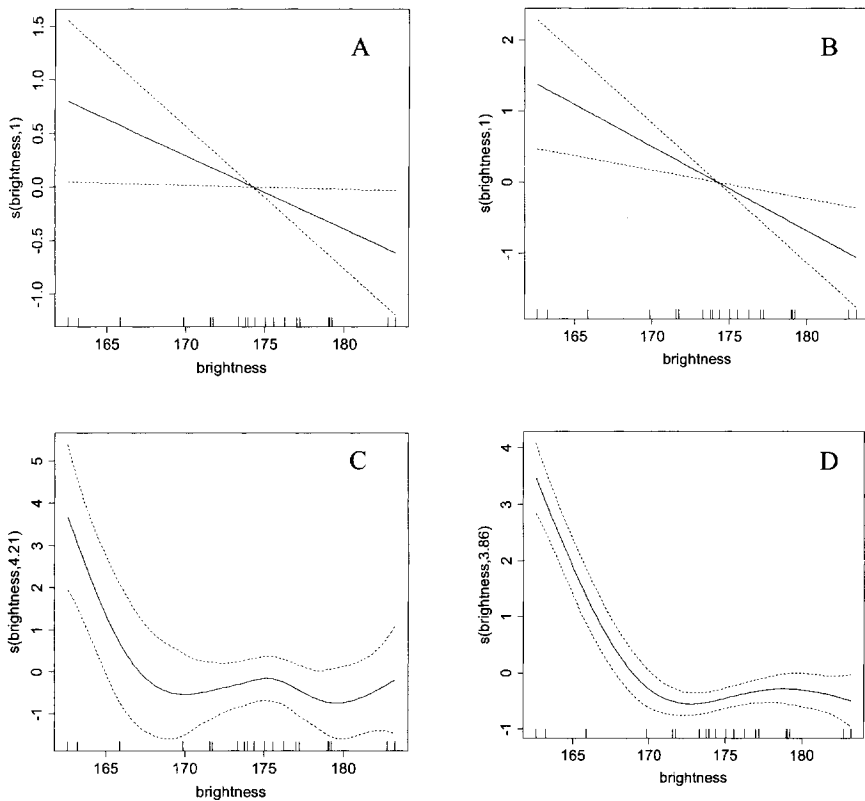 A
s(brightness,1)
1.5
1.0
0.5
0.0
-0.5
-1.0
165 170 175 180
brightness
B
s(brightness,1)
2
1
0
-1
165 170 175 180
brightness
C
s(brightness,4.21)
5
4
3
2
1
0
-1
165 170 175 180
brightness
D
s(brightness,3.86)
4
3
2
1
0
-1
165 170 175 180
brightness